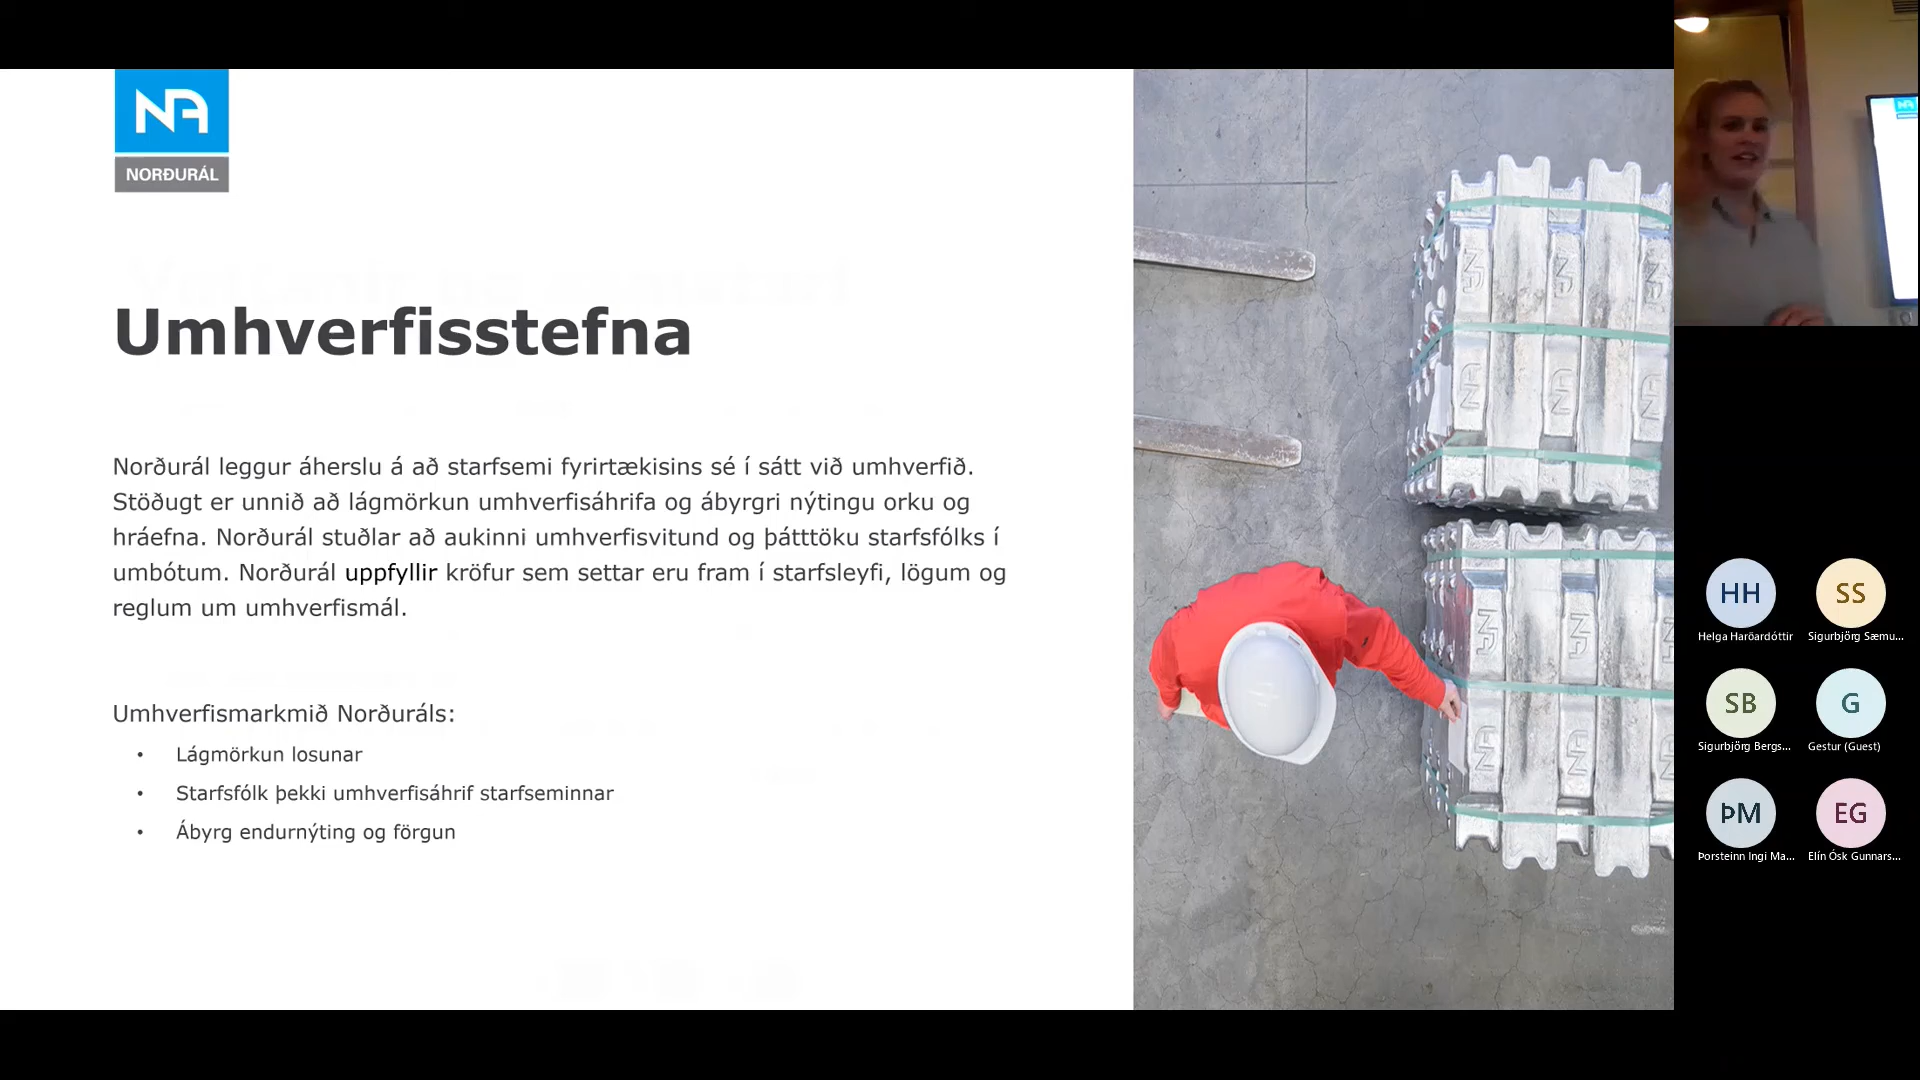 NA
NORÐURÁL
Umhverfisstefna
Norðurál leggur áherslu á að starfsemi fyrirtækisins sé í sátt við umhverfið.
Stöðugt er unnið að lágmörkun umhverfisáhrifa og ábyrgri nýtingu orku og
hráefna. Norðurál stuðlar að aukinni umhverfisvitund og þátttöku starfsfólks í
umbótum. Norðurál uppfyllir kröfur sem settar eru fram í starfsleyfi, lögum og
reglum um umhverfismál.
Umhverfismarkmið Norðuráls:
• Lágmörkun losunar
• Starfsfólk þekki umhverfisáhrif starfseminnar
• Ábyrg endurnýting og förgun
HH
SS
Helga Haröardóttir
Sigurbjörg Sæmu...
SB
G
Sigurbjörg Bergs...
Gestur (Guest)
ÞM
EG
Þorsteinn Ingi Ma...
Elín Ósk Gunnars...